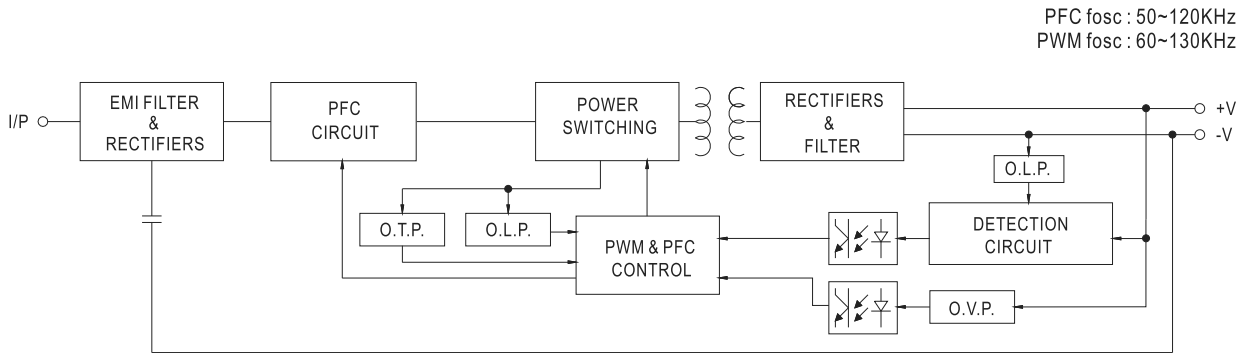 PFC fosc : 50~120KHz
PWM fosc : 60~130KHz
I/P
EMI FILTER
&
RECTIFIERS
PFC
CIRCUIT
POWER
SWITCHING
RECTIFIERS
&
FILTER
+V
-V
O.L.P.
O.T.P.
O.L.P.
PWM & PFC
CONTROL
DETECTION
CIRCUIT
O.V.P.